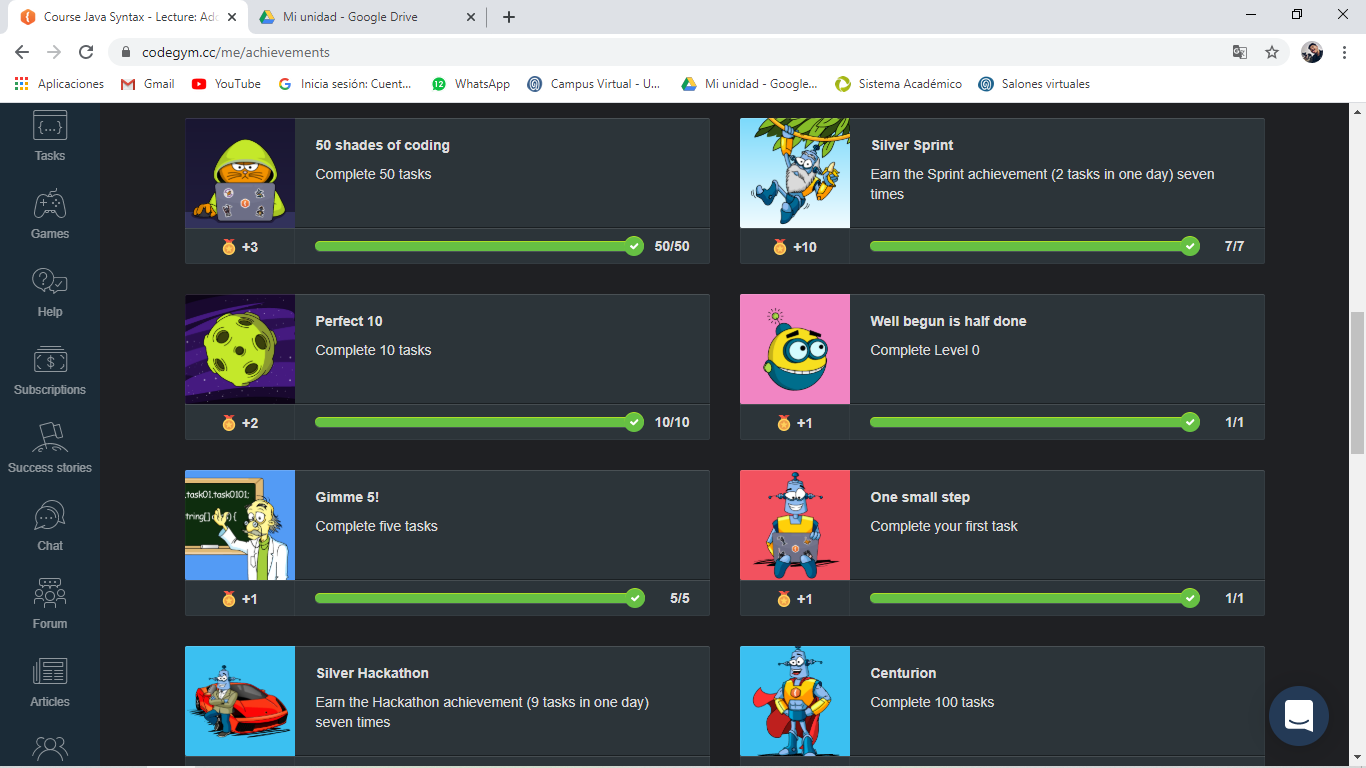 Course Java Syntax - Lecture: Ado
Mi unidad - Google Drive
codegym.cc/me/achievements
Aplicaciones
Gmail
YouTube
Inicia sesión: Cuent...
12
WhatsApp
Campus Virtual - U...
Mi unidad - Google...
Sistema Académico
Salones virtuales
{...}
Tasks
Games
Help
$
Subscriptions
Success stories
Chat
Forum
Articles
50 shades of coding
Complete 50 tasks
+3
50/50
Silver Sprint
Earn the Sprint achievement (2 tasks in one day) seven
times
+10
7/7
Perfect 10
Complete 10 tasks
+2
10/10
Well begun is half done
Complete Level 0
+1
1/1
.task01.task0101;
tring[]
Gimme 5!
Complete five tasks
+1
5/5
One small step
Complete your first task
+1
1/1
Silver Hackathon
Earn the Hackathon achievement (9 tasks in one day)
seven times
Centurion
Complete 100 tasks